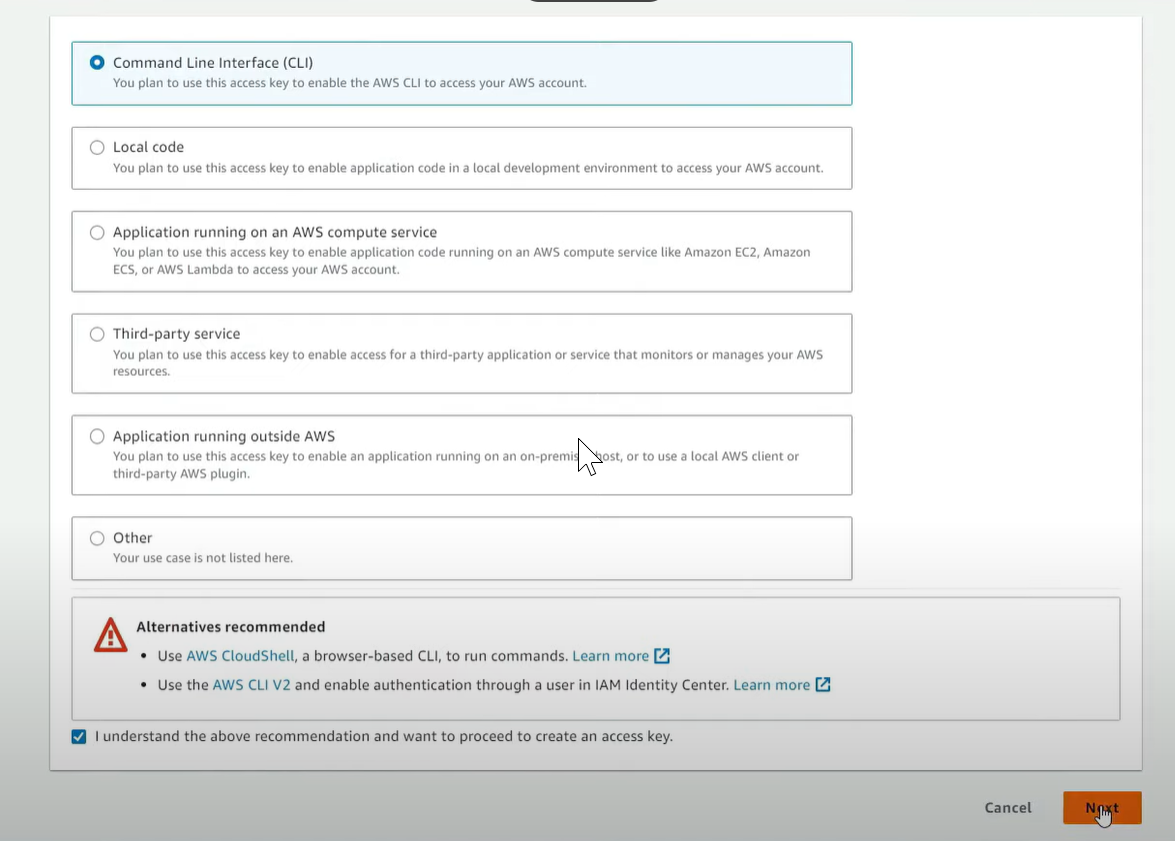 Command Line Interface (CLI)
You plan to use this access key to enable the AWS CLI to access your AWS account.
Local code
You plan to use this access key to enable application code in a local development environment to access your AWS account.
Application running on an AWS compute service
You plan to use this access key to enable application code running on an AWS compute service like Amazon EC2, Amazon
ECS, or AWS Lambda to access your AWS account.
Third-party service
You plan to use this access key to enable access for a third-party application or service that monitors or manages your AWS
resources.
Application running outside AWS
You plan to use this access key to enable an application running on an on-premise host, or to use a local AWS client or
third-party AWS plugin.
Other
Your use case is not listed here.
Alternatives recommended
• Use AWS CloudShell, a browser-based CLI, to run commands. Learn more
• Use the AWS CLI V2 and enable authentication through a user in IAM Identity Center. Learn more
I understand the above recommendation and want to proceed to create an access key.
Cancel
Next